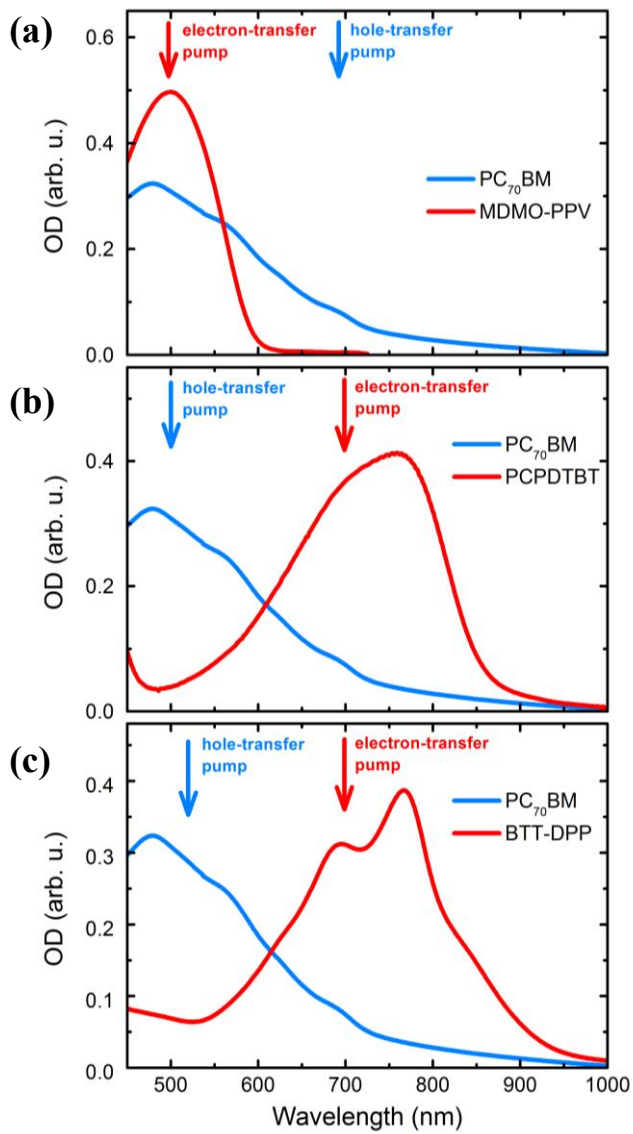 (a)
0.6
0.4
0.2
0.0
OD (arb. u.)
electron-transfer
pump
hole-transfer
pump
PC70BM
MDMO-PPV
(b)
0.4
0.2
0.0
OD (arb. u.)
hole-transfer
pump
electron-transfer
pump
PC70BM
PCPDTBT
(c)
0.4
0.3
0.2
0.1
0.0
OD (arb. u.)
hole-transfer
pump
electron-transfer
pump
PC70BM
BTT-DPP
500 600 700 800 900 1000
Wavelength (nm)